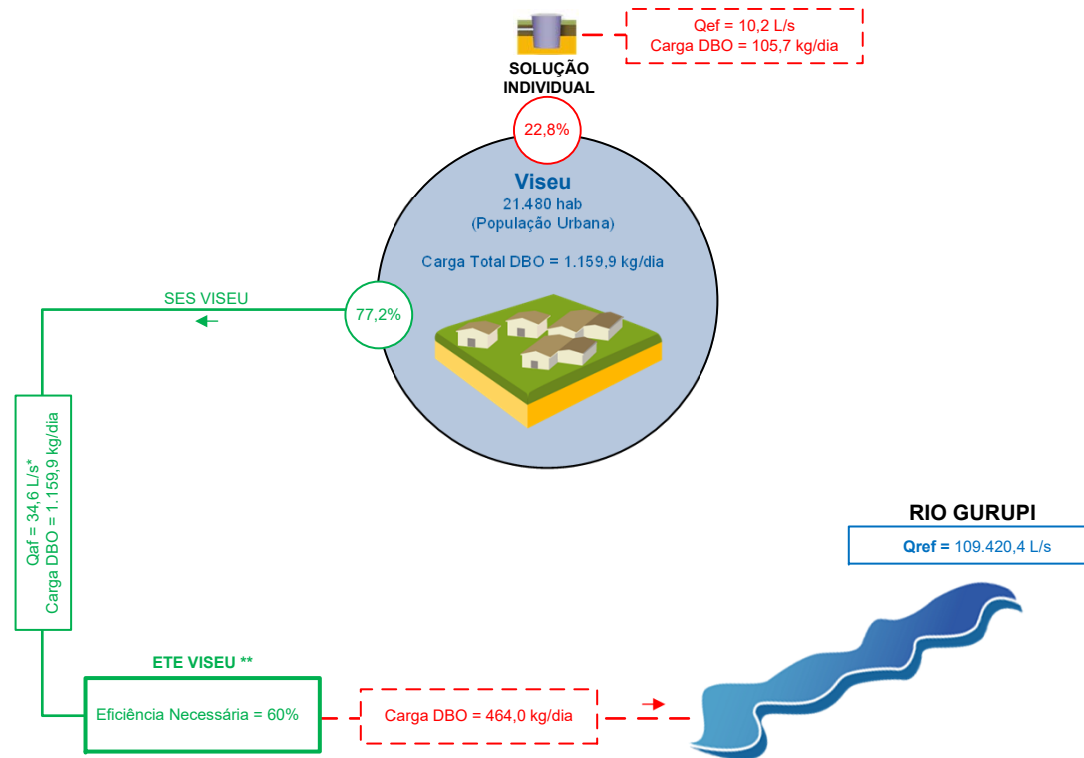 Qef = 10,2 L/s
Carga DBO = 105,7 kg/dia
SOLUÇÃO
INDIVIDUAL
22,8%
Viseu
21.480 hab
(População Urbana)
Carga Total DBO = 1.159,9 kg/dia
SES VISEU
77,2%
Qaf = 34,6 L/s*
Carga DBO = 1.159,9 kg/dia
RIO GURUPI
Qref = 109.420,4 L/s
ETE VISEU **
Eficiência Necessária = 60%
Carga DBO = 464,0 kg/dia